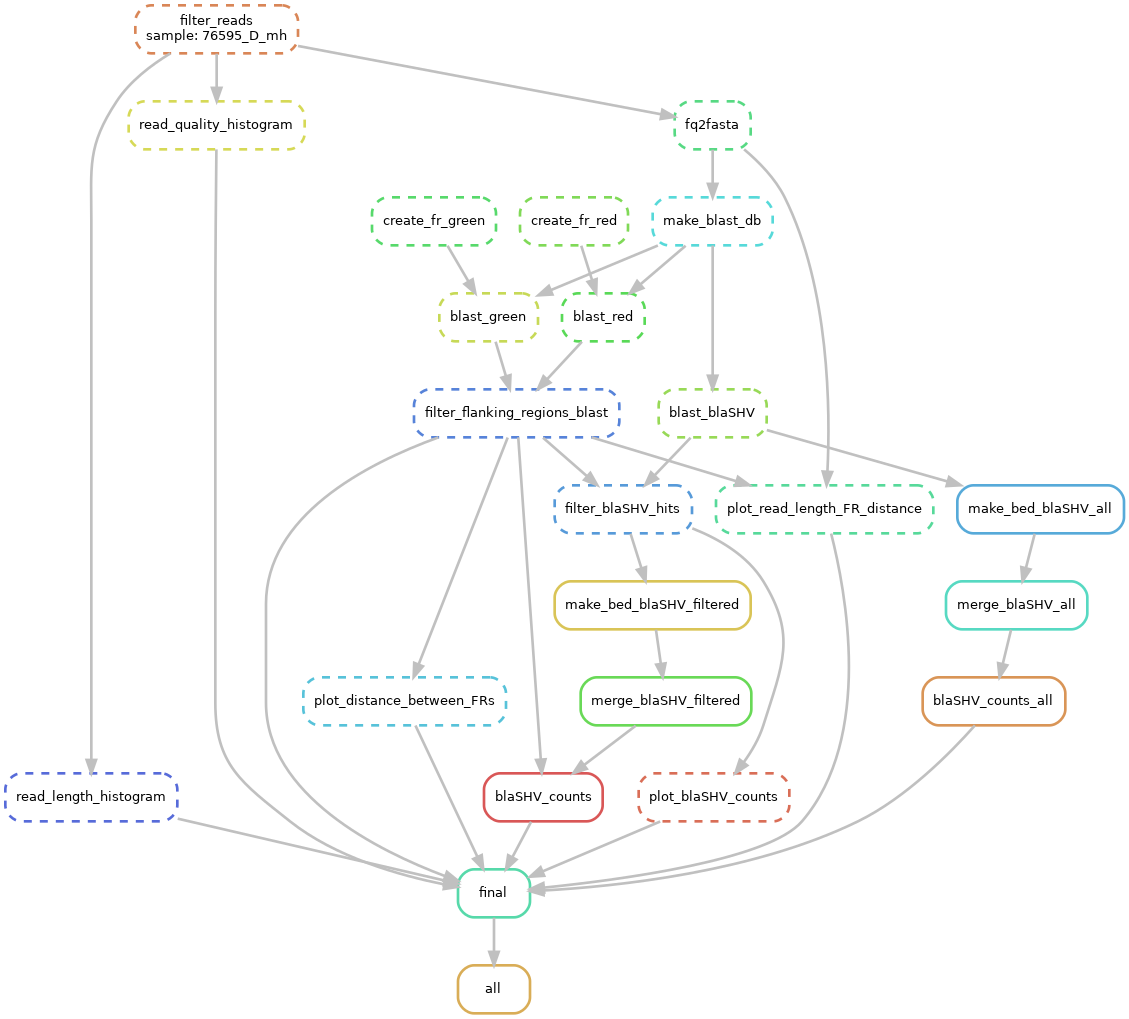 filter_reads
sample: 76595_D_mh
read_quality_histogram
fq2fasta
create_fr_green
create_fr_red
make_blast_db
blast_green
blast_red
filter_flanking_regions_blast
blast_blaSHV
filter_blaSHV_hits
plot_read_length_FR_distance
make_bed_blaSHV_all
make_bed_blaSHV_filtered
merge_blaSHV_all
plot_distance_between_FRs
merge_blaSHV_filtered
blaSHV_counts_all
read_length_histogram
blaSHV_counts
plot_blaSHV_counts
final
all